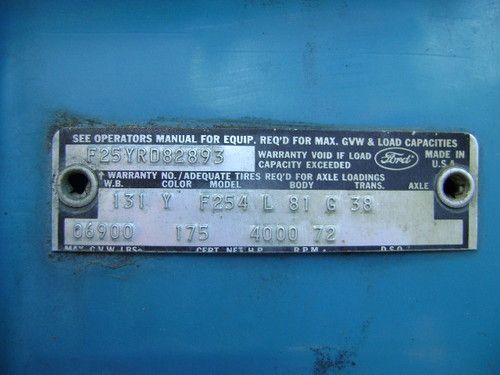 SEE OPERATORS MANUAL FOR EQUIP. REQ'D FOR MAX. GVW & LOAD CAPACITIES
F25YRD82893
WARRANTY VOID IF LOAD
CAPACITY EXCEEDED
Ford
MADE IN
U.S.A.
WARRANTY NO./ADEQUATE TIRES REQ'D FOR AXLE LOADINGS
W.B. COLOR MODEL BODY TRANS. AXLE
131 Y F254 L 81 G 38
06900 175 4000 72
MAX. G.V.W. LBS. CERT. NET H.P. R.P.M. D.S.O.